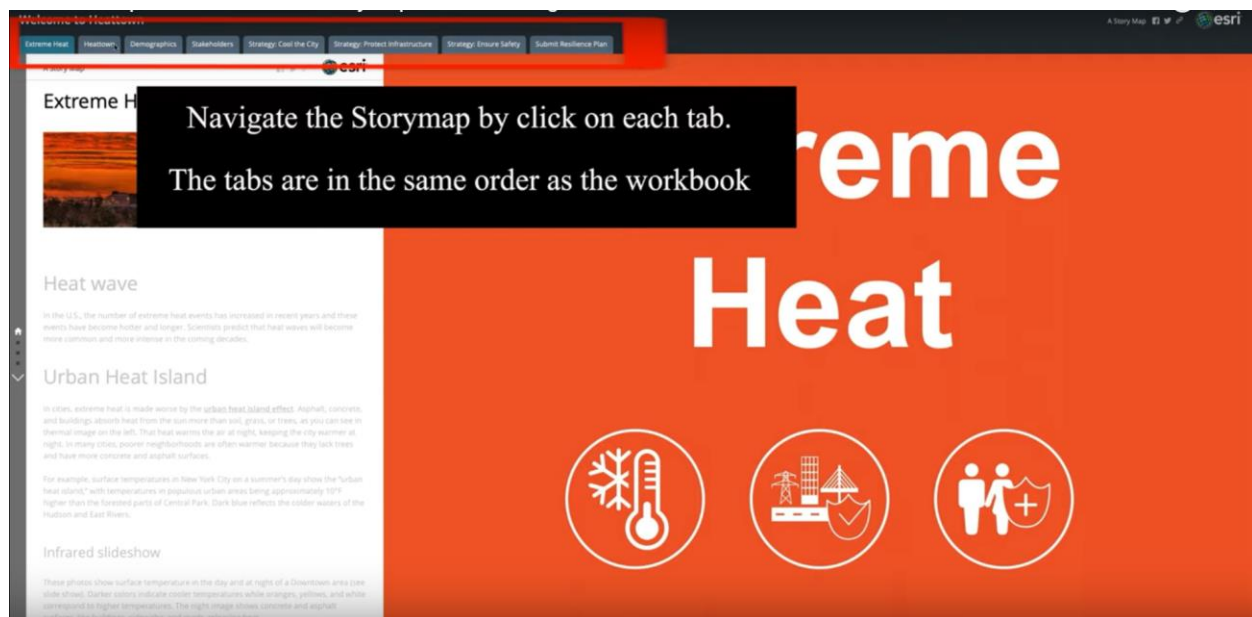 Welcome to Heattown
A Story Map
esri
Extreme Heat
Heattown
Demographics
Stakeholders
Strategy: Cool the City
Strategy: Protect Infrastructure
Strategy: Ensure Safety
Submit Resilience Plan
A Story Map
esri
Extreme H
Navigate the Storymap by click on each tab.
The tabs are in the same order as the workbook
reme
Heat
Heat wave
In the U.S., the number of extreme heat events has increased in recent years and these
events have become hotter and longer. Scientists predict that heat waves will become
more common and more intense in the coming decades.
Urban Heat Island
In cities, extreme heat is made worse by the urban heat island effect. Asphalt, concrete,
and buildings absorb heat from the sun more than soil, grass, or trees, as you can see in
thermal image on the left. That heat warms the air at night, keeping the city warmer at
night. In many cities, poorer neighborhoods are often warmer because they lack trees
and have more concrete and asphalt surfaces.
For example, surface temperatures in New York City on a summer's day show the "urban
heat island," with temperatures in populous urban areas being approximately 10°F
higher than the forested parts of Central Park. Dark blue reflects the colder waters of the
Hudson and East Rivers.
Infrared slideshow
These photos show surface temperature in the day and at night of a Downtown area (see
slide show). Darker colors indicate cooler temperatures while oranges, yellows, and white
correspond to higher temperatures. The night image shows concrete and asphalt